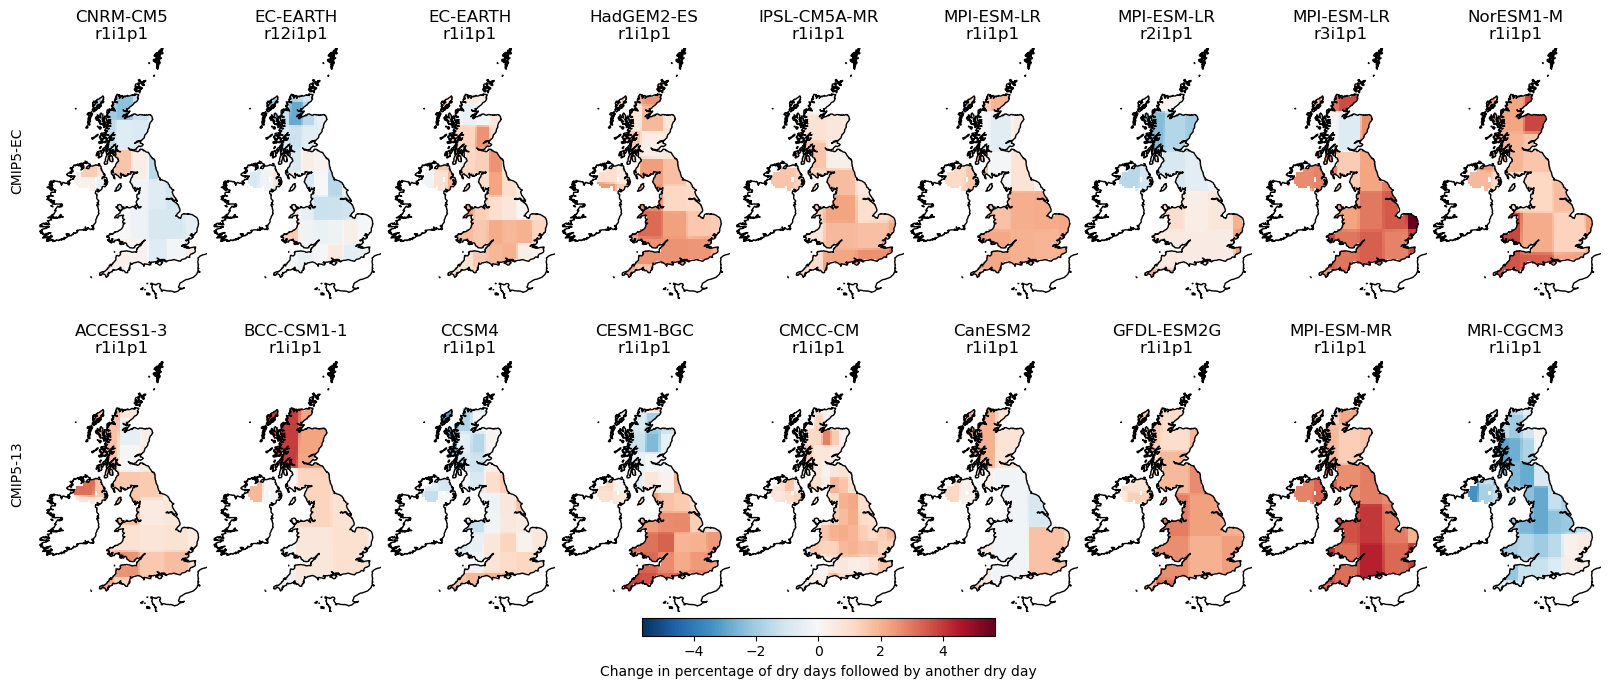 CNRM-CM5 EC-EARTH EC-EARTH HadGEM2-ES IPSL-CM5A-MR MPI-ESM-LR MPI-ESM-LR MPI-ESM-LR NorESM1-M
r1i1p1 r12i1p1 r1i1p1 r1i1p1 r1i1p1 r1i1p1 r2i1p1 r3i1p1 r1i1p1
CMIP5-EC
ACCESS1-3 BCC-CSM1-1 CCSM4 CESM1-BGC CMCC-CM CanESM2 GFDL-ESM2G MPI-ESM-MR MRI-CGCM3
r1i1p1 r1i1p1 r1i1p1 r1i1p1 r1i1p1 r1i1p1 r1i1p1 r1i1p1 r1i1p1
CMIP5-13
−4 −2 0 2 4
Change in percentage of dry days followed by another dry day